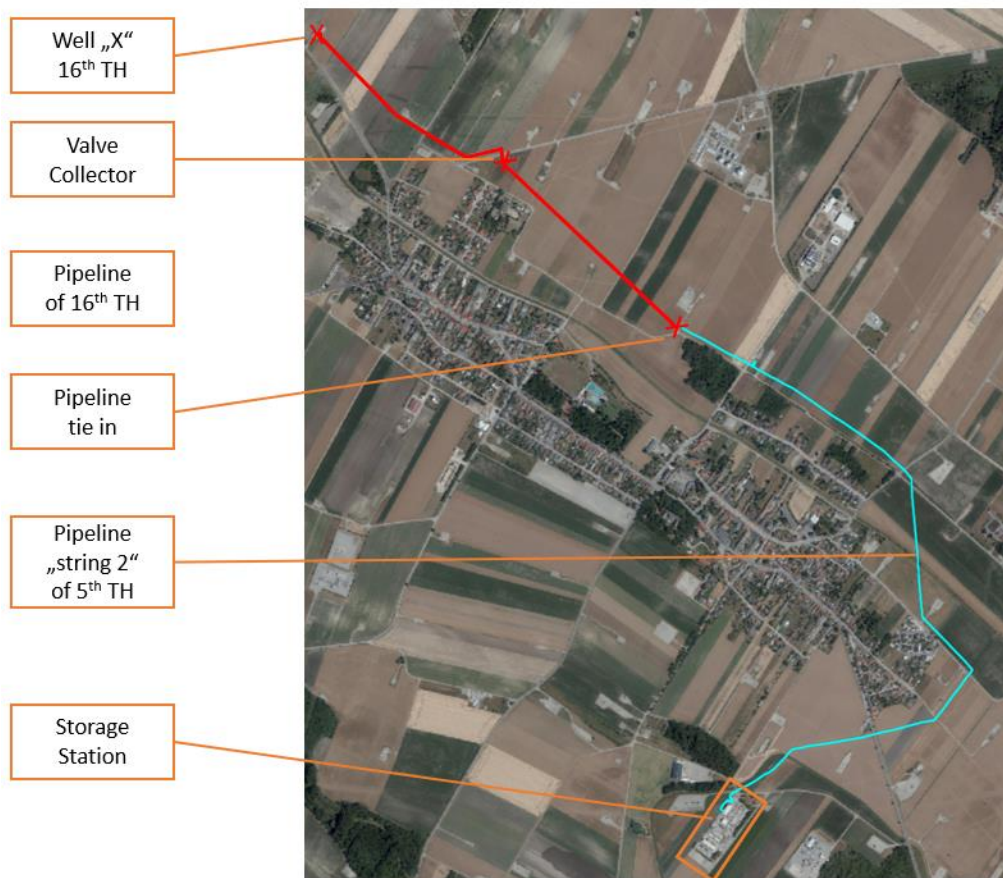 Well „X“
16th TH
Valve
Collector
Pipeline
of 16th TH
Pipeline
tie in
Pipeline
„string 2“
of 5th TH
Storage
Station